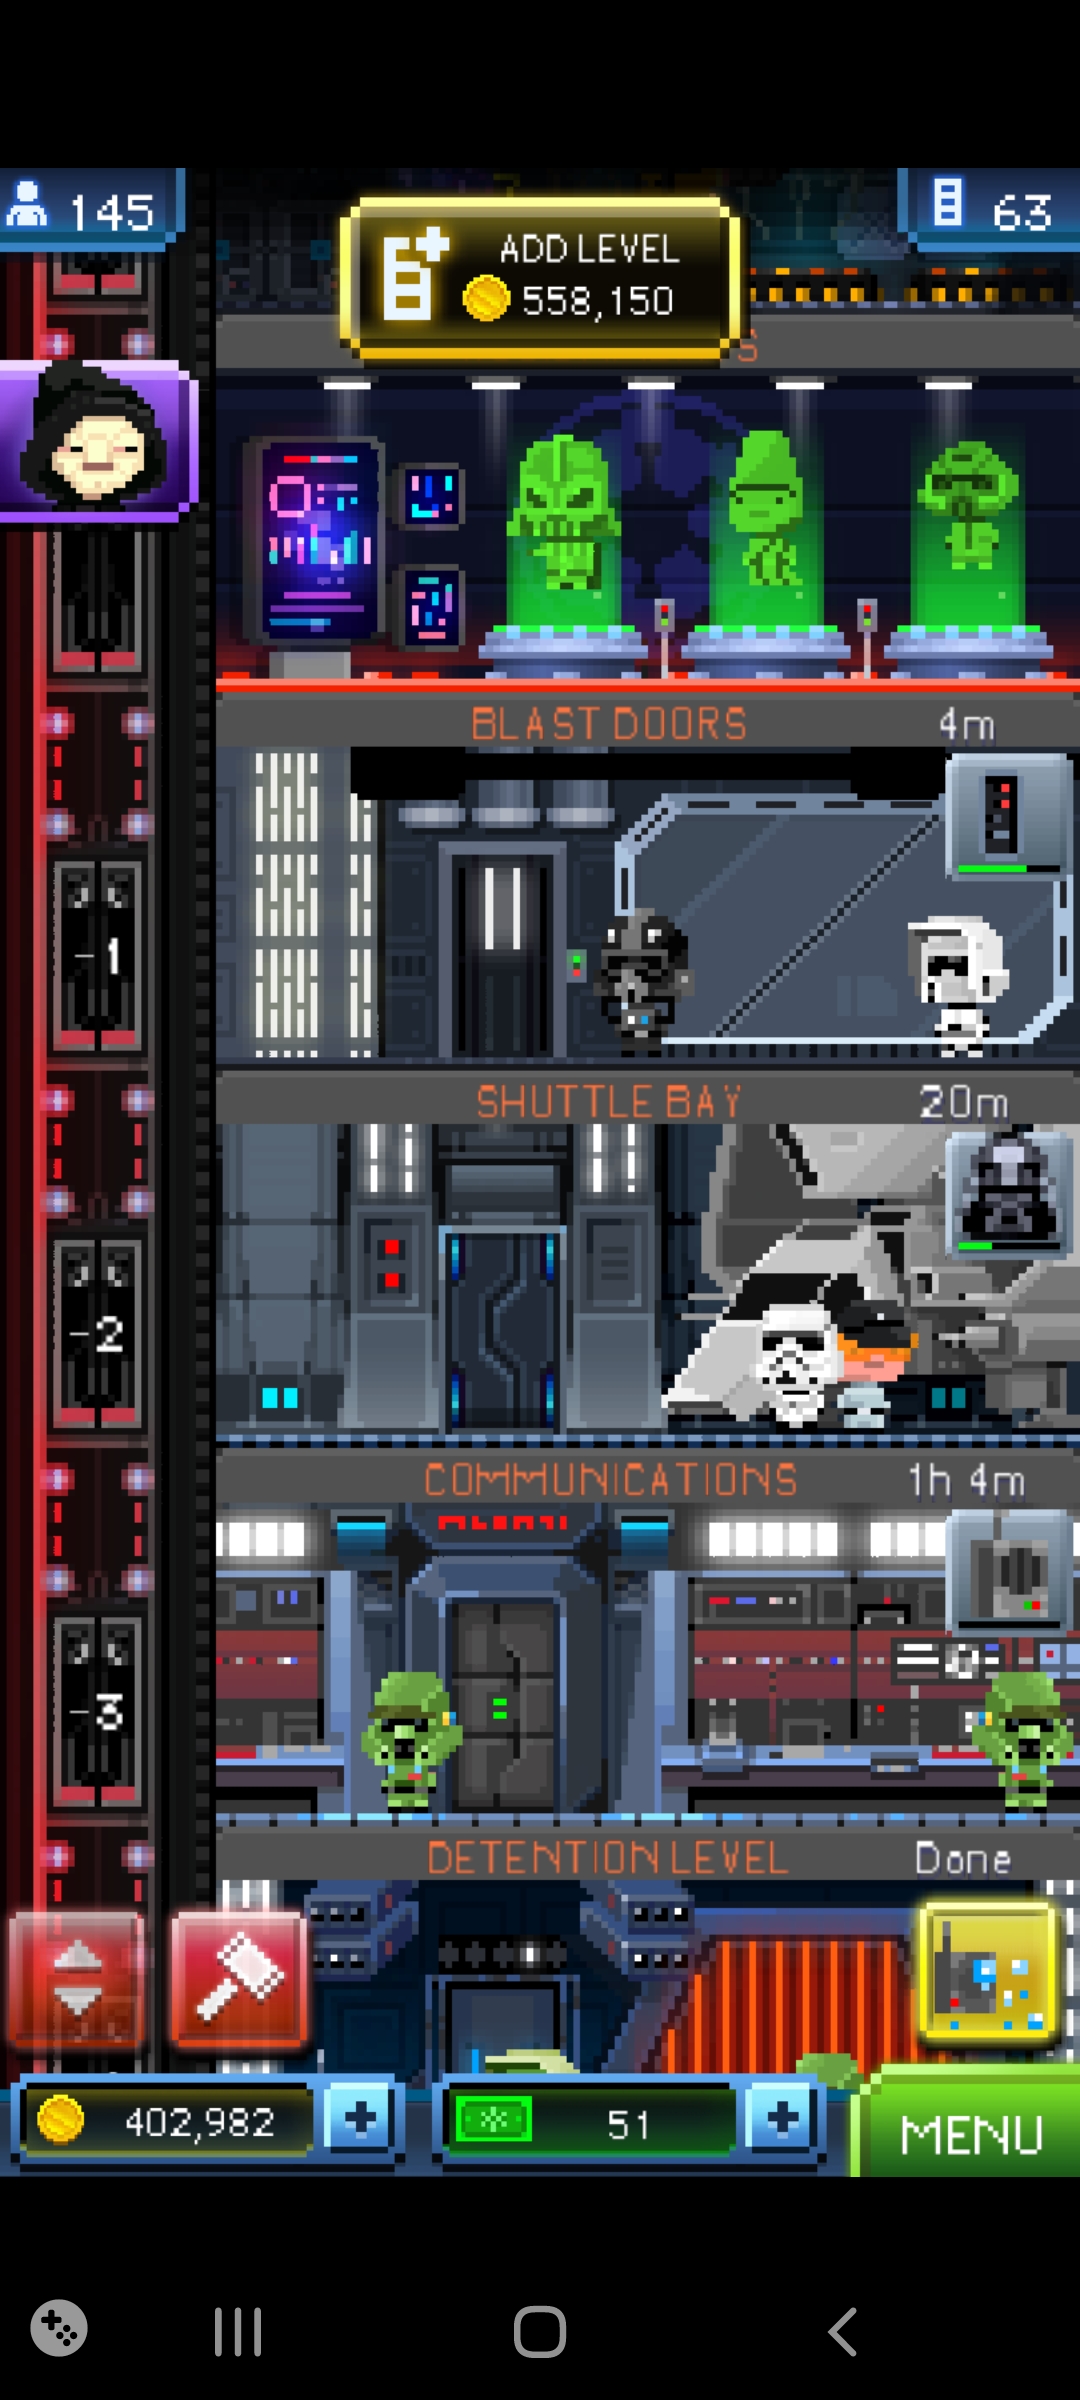 145
ADD LEVEL
558,150
63
S
BLAST DOORS 4m
-1
SHUTTLE BAY 20m
-2
COMMUNICATIONS 1h 4m
-3
DETENTION LEVEL Done
402,982
51
MENU